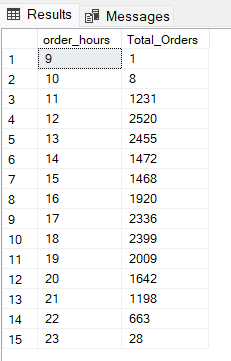 Results Messages
order_hours Total_Orders
1 9 1
2 10 8
3 11 1231
4 12 2520
5 13 2455
6 14 1472
7 15 1468
8 16 1920
9 17 2336
10 18 2399
11 19 2009
12 20 1642
13 21 1198
14 22 663
15 23 28